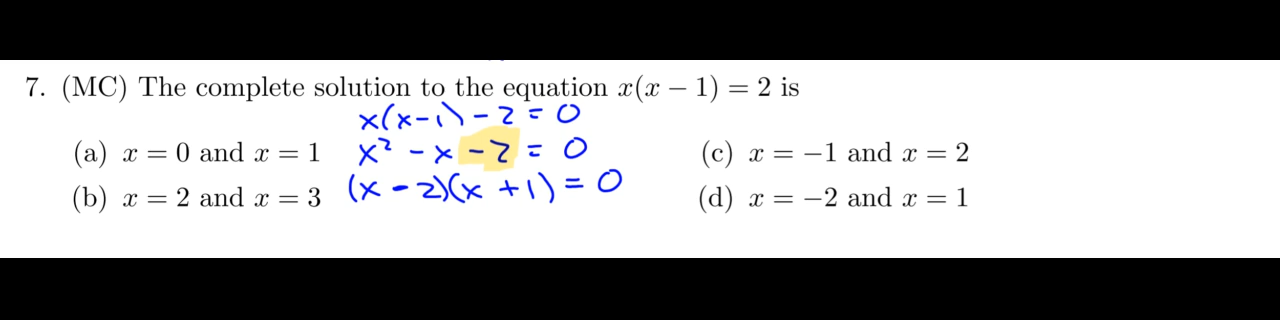 7. (MC) The complete solution to the equation x(x − 1) = 2 is
x(x-1) - 2 = 0
(a) x = 0 and x = 1
x² - x - 2 = 0
(c) x = −1 and x = 2
(b) x = 2 and x = 3
(x - 2)(x + 1) = 0
(d) x = −2 and x = 1